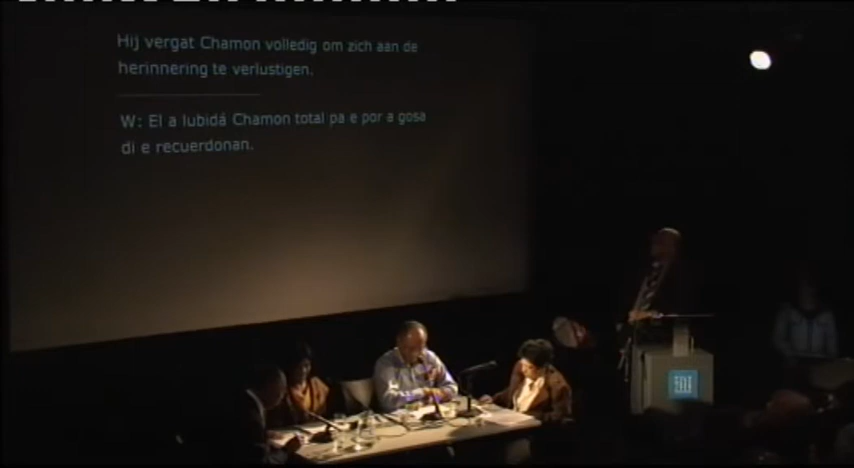 Hij vergat Chamon volledig om zich aan de
herinnering te verlustigen.
W: El a lubidá Chamon total pa e por a gosa
di e recuerdonan.